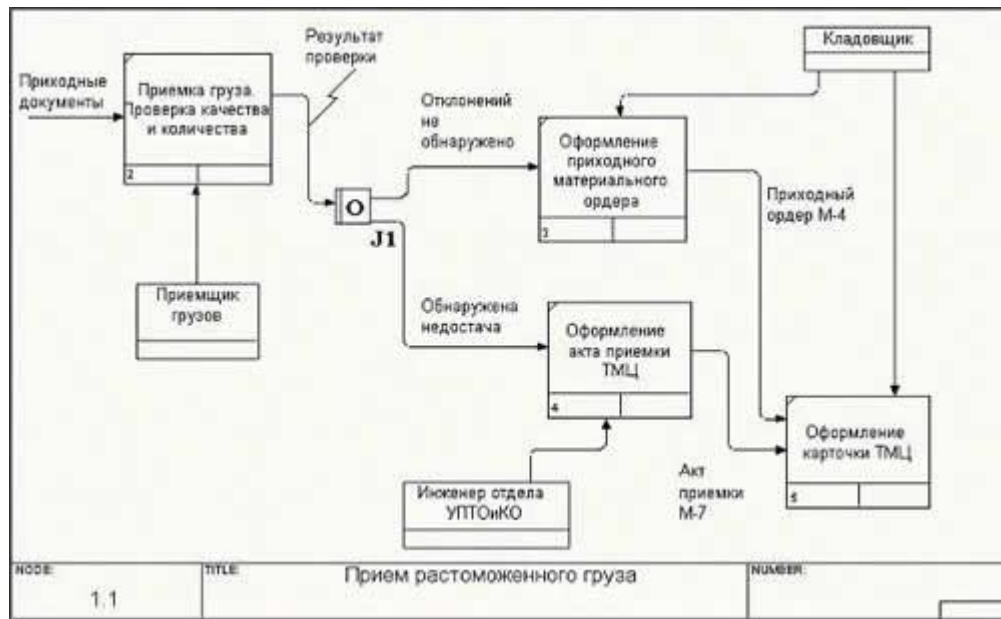 Приходные
документы
Приемка груза.
Проверка качества
и количества
2
Результат
проверки
Приемщик
грузов
O
J1
Отклонений
не
обнаружено
Обнаружена
недостача
Кладовщик
Оформление
приходного
материального
ордера
3
Приходный
ордер М-4
Оформление
акта приемки
ТМЦ
4
Инженер отдела
УПТОиКО
Акт
приемки
М-7
Оформление
карточки ТМЦ
5
NODE:
1.1
TITLE:
Прием растоможенного груза
NUMBER: